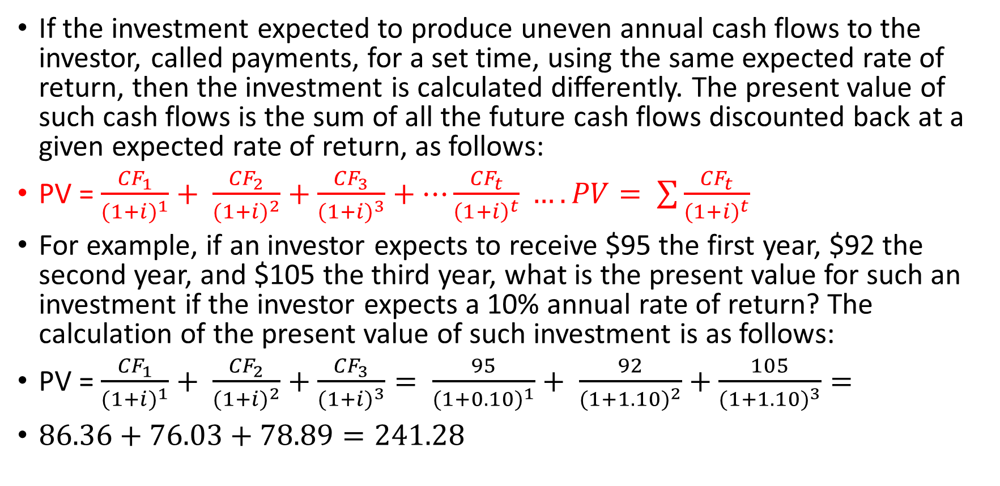 • If the investment expected to produce uneven annual cash flows to the
investor, called payments, for a set time, using the same expected rate of
return, then the investment is calculated differently. The present value of
such cash flows is the sum of all the future cash flows discounted back at a
given expected rate of return, as follows:
• PV = \frac{CF_1}{(1+i)^1} + \frac{CF_2}{(1+i)^2} + \frac{CF_3}{(1+i)^3} + ⋯ \frac{CF_t}{(1+i)^t} …. PV = ∑ \frac{CF_t}{(1+i)^t}
• For example, if an investor expects to receive $95 the first year, $92 the
second year, and $105 the third year, what is the present value for such an
investment if the investor expects a 10% annual rate of return? The
calculation of the present value of such investment is as follows:
• PV = \frac{CF_1}{(1+i)^1} + \frac{CF_2}{(1+i)^2} + \frac{CF_3}{(1+i)^3} = \frac{95}{(1+0.10)^1} + \frac{92}{(1+1.10)^2} + \frac{105}{(1+1.10)^3} =
• 86.36 + 76.03 + 78.89 = 241.28